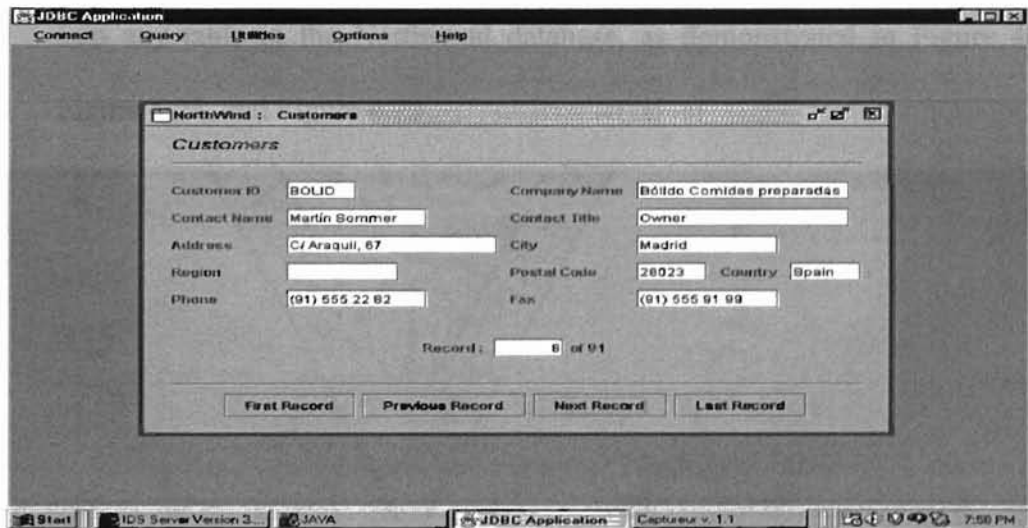 JDBC Application
Connect Query Utilities Options Help
NorthWind : Customers
Customers
Customer ID BOLID Company Name Bólido Comidas preparadas
Contact Name Martín Sommer Contact Title Owner
Address C/ Araquil, 67 City Madrid
Region Postal Code 28023 Country Spain
Phone (91) 555 22 82 Fax (91) 555 91 99
Record : 8 of 91
First Record Previous Record Next Record Last Record
Start IDS Server Version 3... JAVA JDBC Application Captureur v. 1.1 7:50 PM